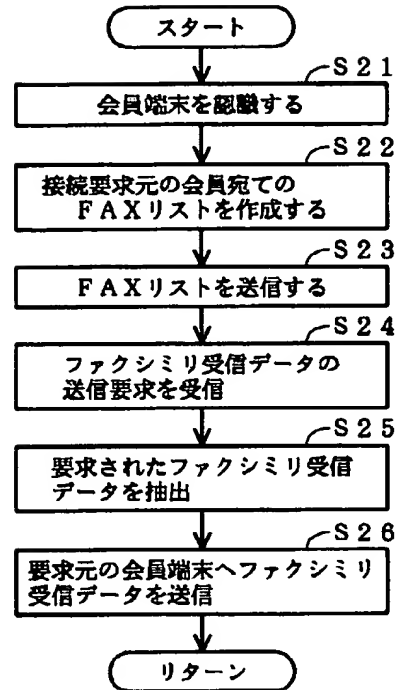 スタート
S21
会員端末を認識する
S22
接続要求元の会員宛ての
FAXリストを作成する
S23
FAXリストを送信する
S24
ファクシミリ受信データの
送信要求を受信
S25
要求されたファクシミリ受信
データを抽出
S26
要求元の会員端末へファクシミリ
受信データを送信
リターン